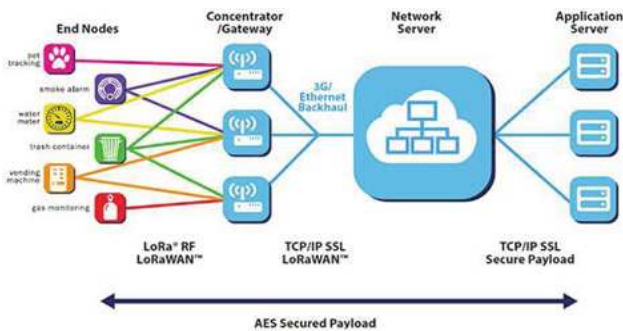 End Nodes
Concentrator
/Gateway
Network
Server
Application
Server
pet
tracking
smoke alarm
water
meter
trash container
vending
machine
gas monitoring
3G/
Ethernet
Backhaul
LoRa® RF
LoRaWAN™
TCP/IP SSL
LoRaWAN™
TCP/IP SSL
Secure Payload
AES Secured Payload